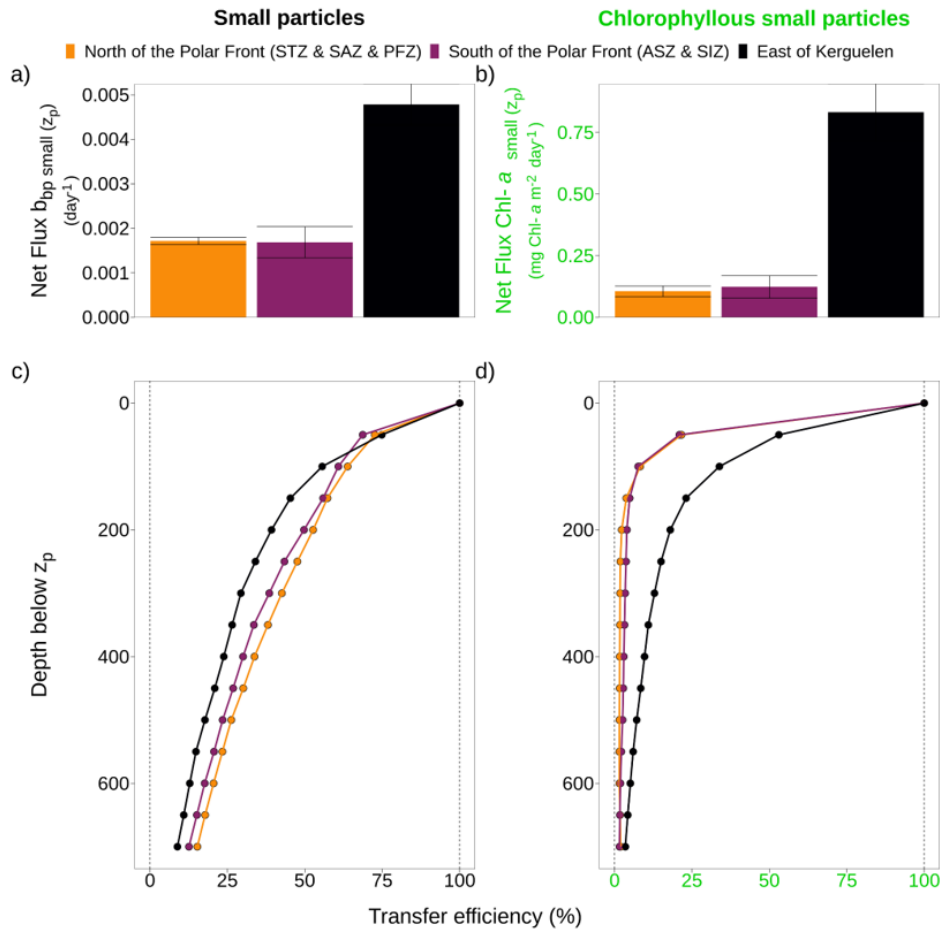 Small particles
Chlorophyllous small particles
North of the Polar Front (STZ & SAZ & PFZ) South of the Polar Front (ASZ & SIZ) East of Kerguelen
a)
Net Flux b_bp small (z_p)
(day⁻¹)
0.005
0.004
0.003
0.002
0.001
0.000
b)
Net Flux Chl- a small (z_p)
(mg Chl- a m⁻² day⁻¹)
0.75
0.50
0.25
0.00
c)
Depth below z_p
0
200
400
600
0 25 50 75 100
d)
0
200
400
600
0 25 50 75 100
Transfer efficiency (%)